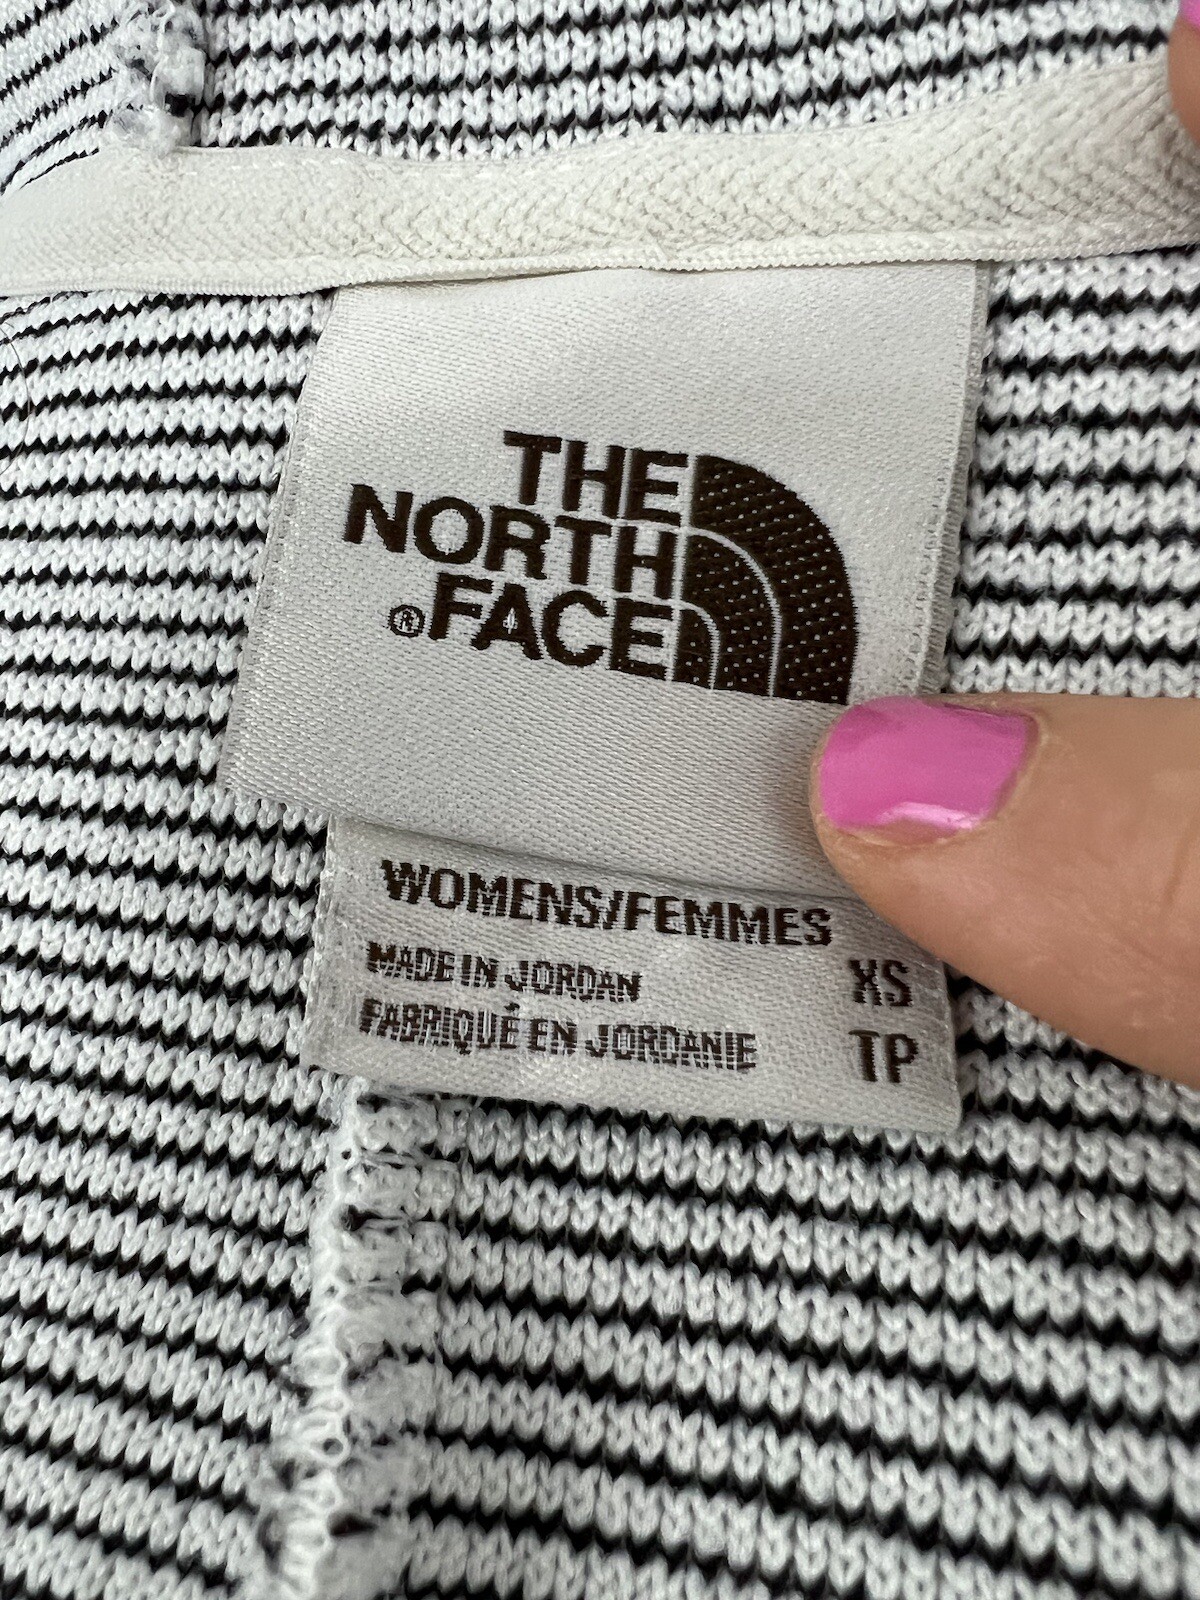 THE
NORTH
®FACE
WOMENS/FEMMES
MADE IN JORDAN XS
FABRIQUÉ EN JORDANIE TP